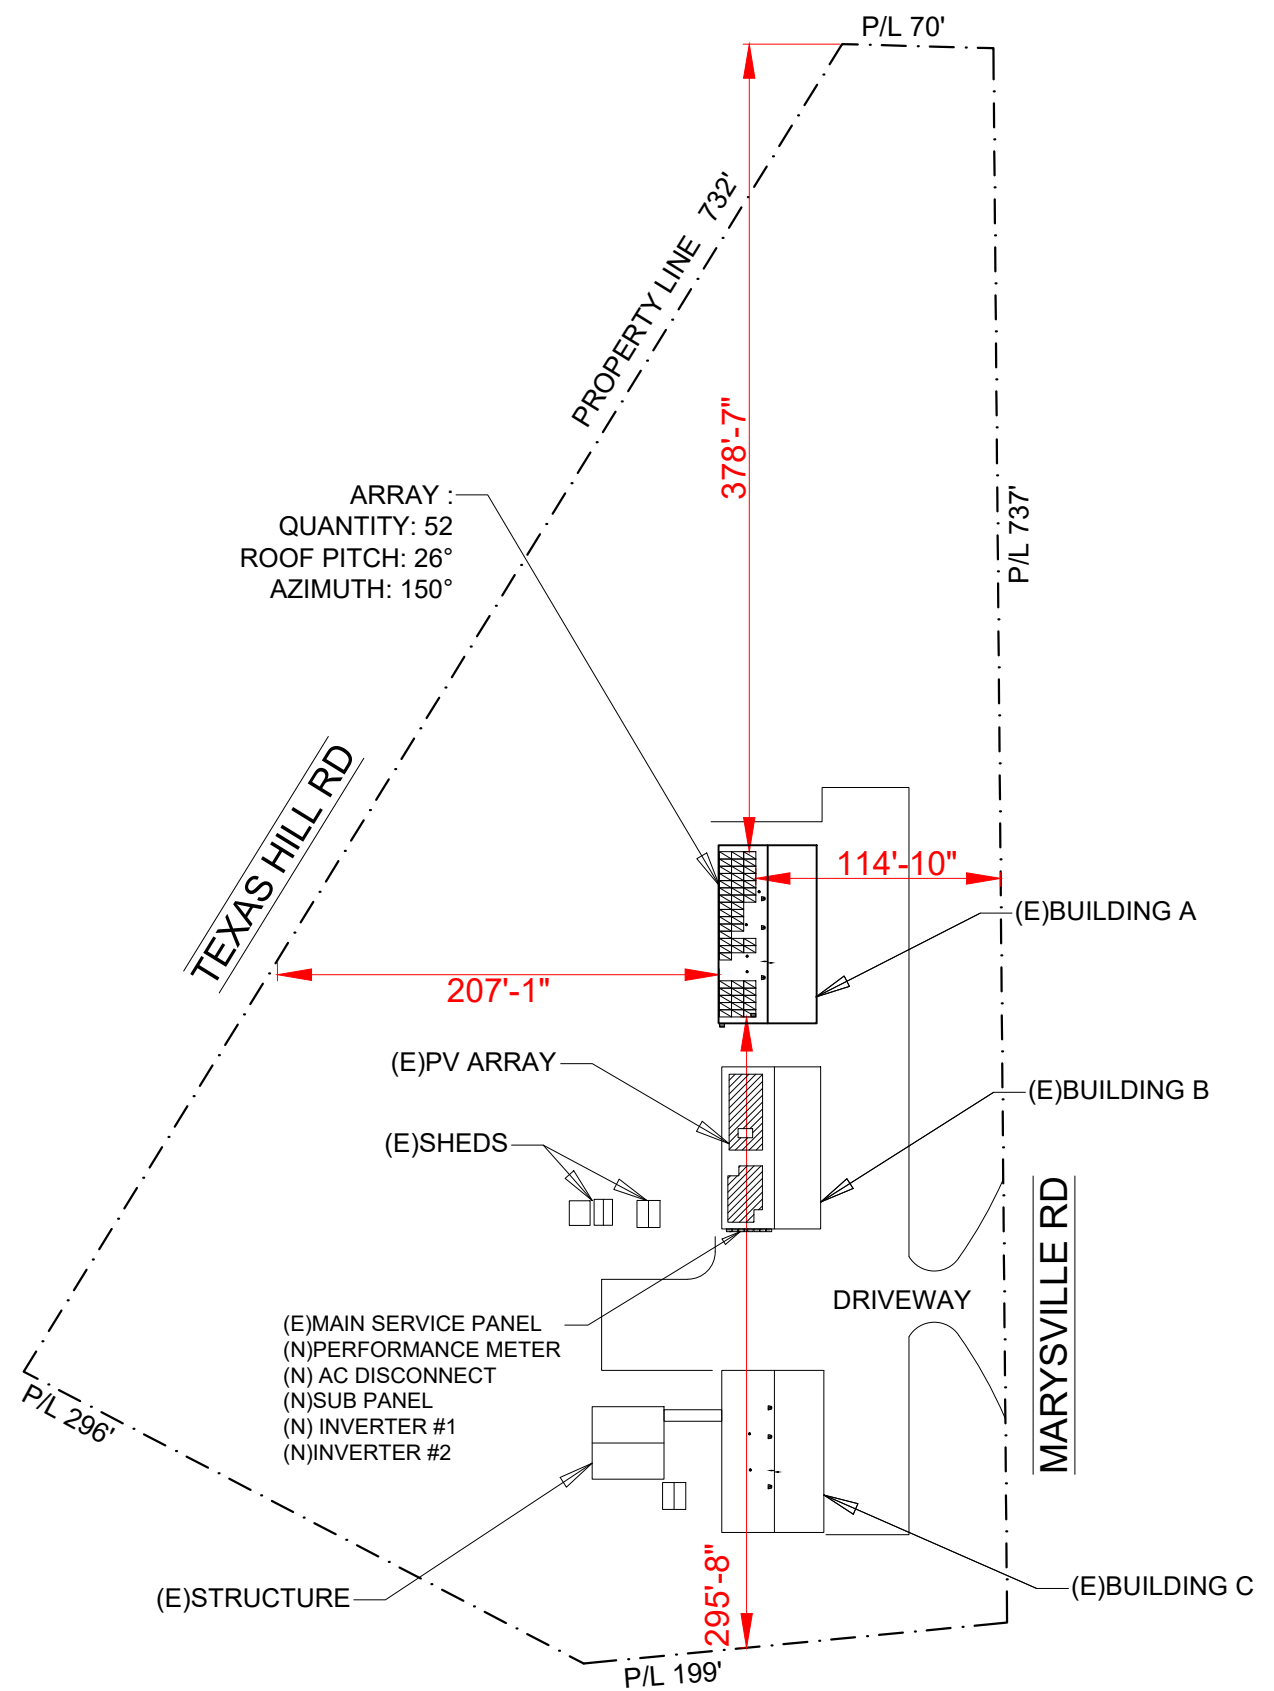 P/L 70'
PROPERTY LINE 732'
378'-7"
P/L 737'
ARRAY :
QUANTITY: 52
ROOF PITCH: 26°
AZIMUTH: 150°
TEXAS HILL RD
114'-10"
(E)BUILDING A
207'-1"
(E)PV ARRAY
(E)BUILDING B
(E)SHEDS
MARYSVILLE RD
DRIVEWAY
(E)MAIN SERVICE PANEL
(N)PERFORMANCE METER
(N) AC DISCONNECT
(N)SUB PANEL
(N) INVERTER #1
(N)INVERTER #2
P/L 296'
295'-8"
(E)STRUCTURE
(E)BUILDING C
P/L 199'